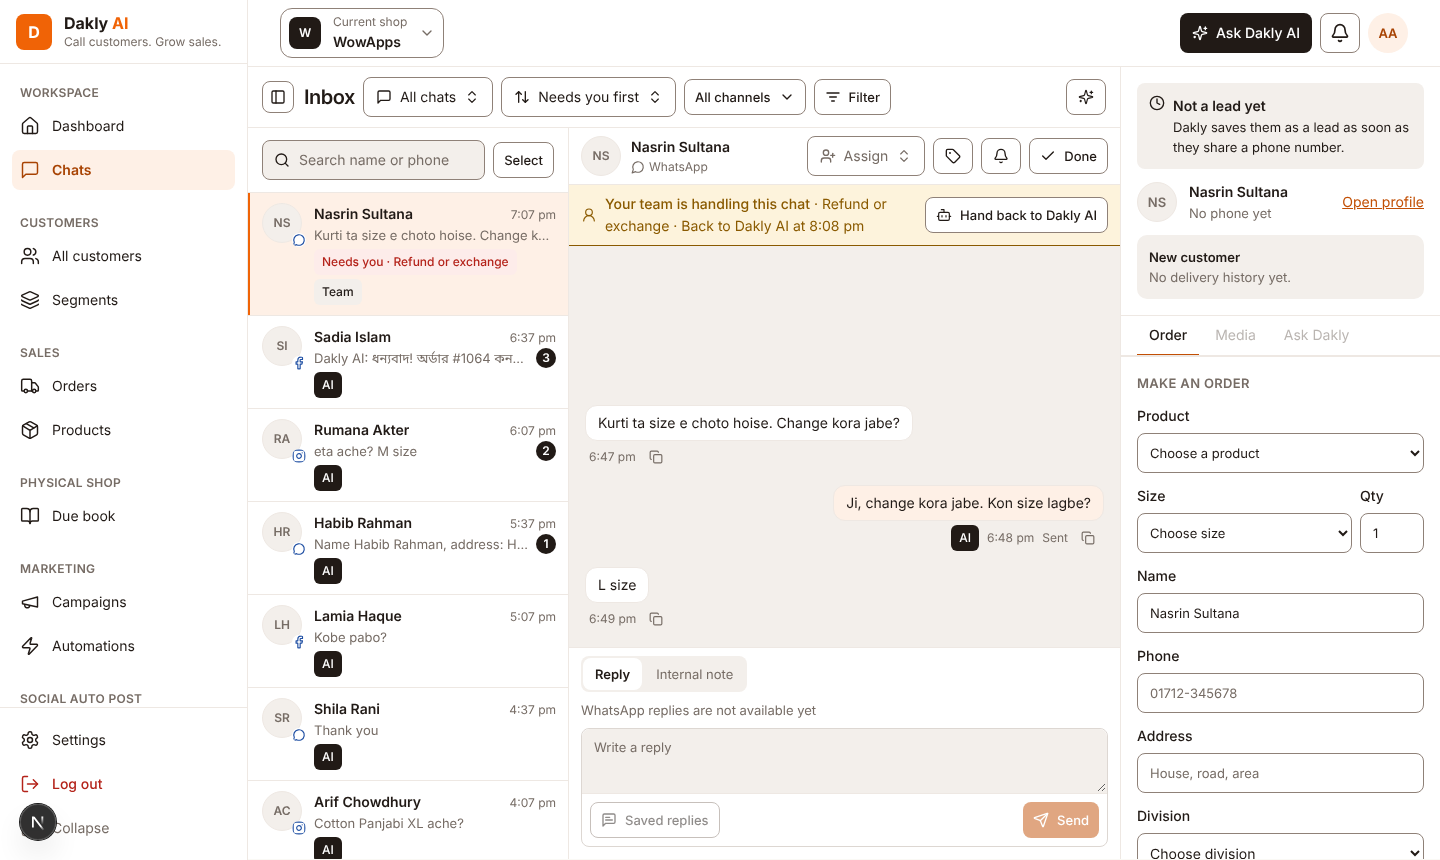 D
Dakly AI
Call customers. Grow sales.
W
Current shop
WowApps
Ask Dakly AI
AA
WORKSPACE
Dashboard
Chats
CUSTOMERS
All customers
Segments
SALES
Orders
Products
PHYSICAL SHOP
Due book
MARKETING
Campaigns
Automations
SOCIAL AUTO POST
Settings
Log out
N
Collapse
Inbox
All chats
Needs you first
All channels
Filter
Search name or phone
Select
NS
Nasrin Sultana
7:07 pm
Kurti ta size e choto hoise. Change k...
Needs you · Refund or exchange
Team
SI
Sadia Islam
6:37 pm
Dakly AI: ধন্যবাদ! অর্ডার #1064 কন...
3
AI
RA
Rumana Akter
6:07 pm
eta ache? M size
2
AI
HR
Habib Rahman
5:37 pm
Name Habib Rahman, address: H...
1
AI
LH
Lamia Haque
5:07 pm
Kobe pabo?
AI
SR
Shila Rani
4:37 pm
Thank you
AI
AC
Arif Chowdhury
4:07 pm
Cotton Panjabi XL ache?
AI
NS
Nasrin Sultana
WhatsApp
Assign
Done
Your team is handling this chat · Refund or
exchange · Back to Dakly AI at 8:08 pm
Hand back to Dakly AI
Kurti ta size e choto hoise. Change kora jabe?
6:47 pm
Ji, change kora jabe. Kon size lagbe?
AI 6:48 pm Sent
L size
6:49 pm
Reply
Internal note
WhatsApp replies are not available yet
Write a reply
Saved replies
Send
Not a lead yet
Dakly saves them as a lead as soon as
they share a phone number.
NS
Nasrin Sultana
No phone yet
Open profile
New customer
No delivery history yet.
Order
Media
Ask Dakly
MAKE AN ORDER
Product
Choose a product
Size
Qty
Choose size
1
Name
Nasrin Sultana
Phone
01712-345678
Address
House, road, area
Division
Choose division